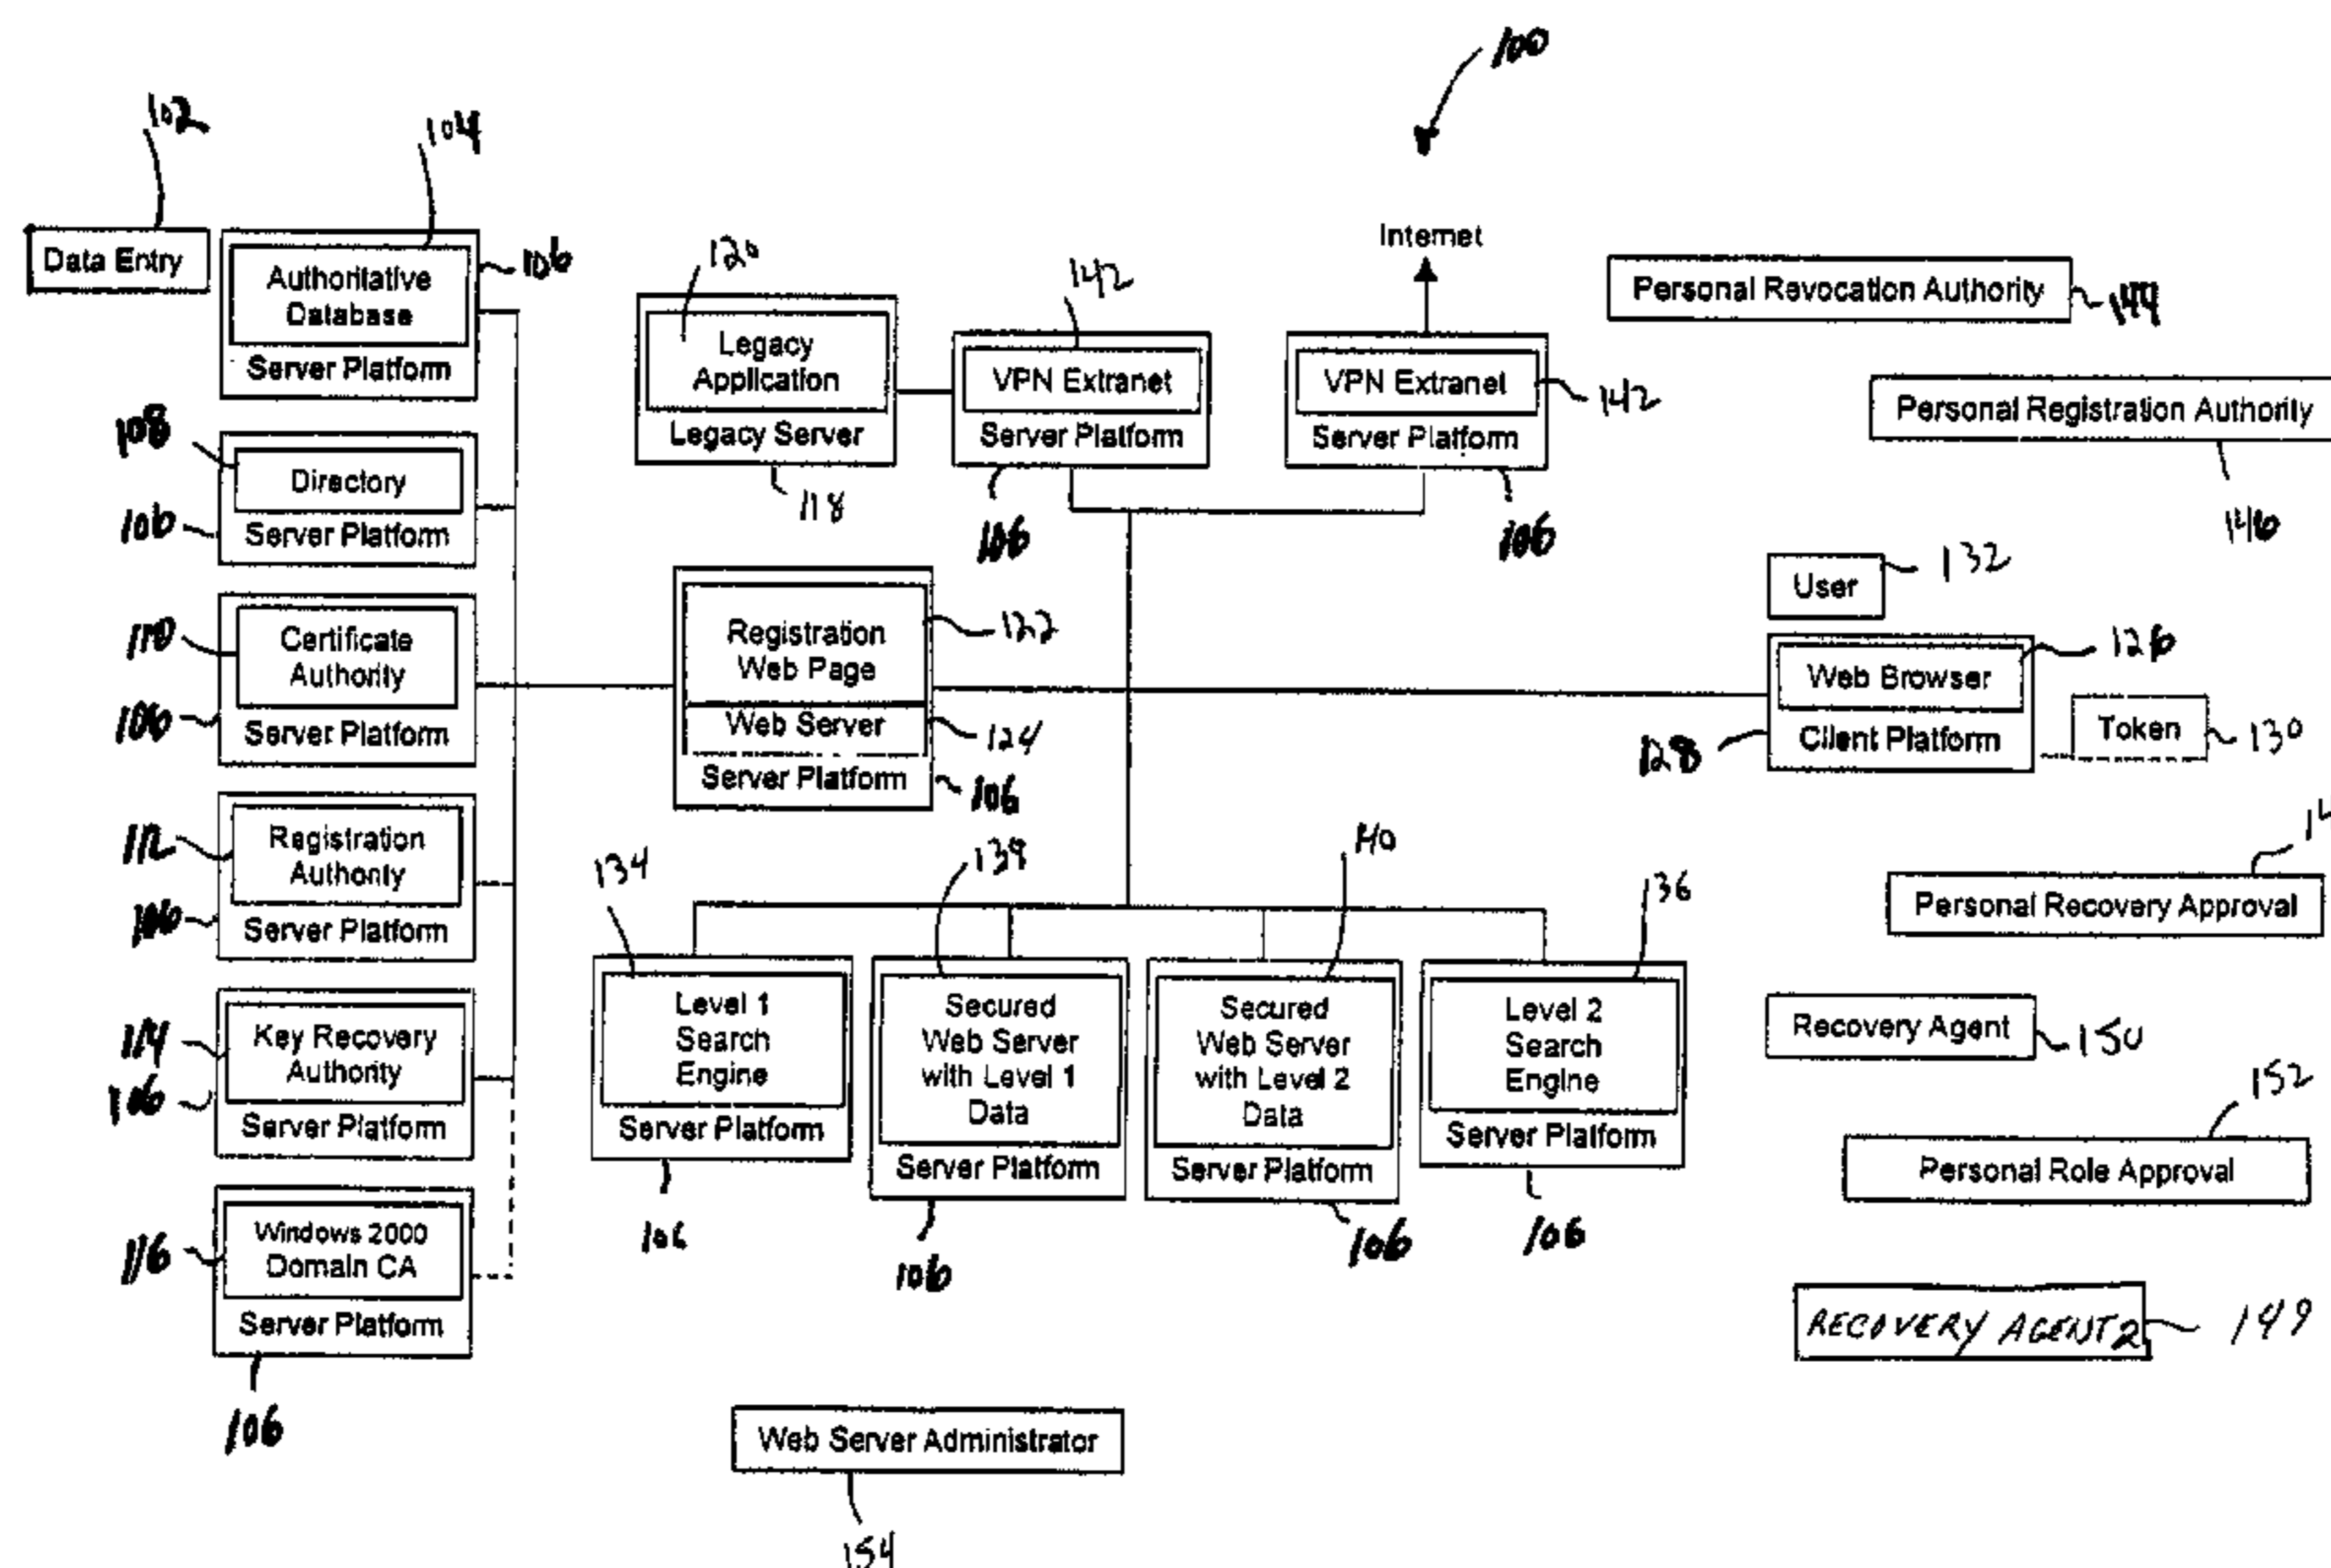 100
102
104
Data Entry
Authoritative
Database
Server Platform
106
108
Directory
Server Platform
106
110
Certificate
Authority
Server Platform
106
112
Registration
Authority
Server Platform
106
114
Key Recovery
Authority
Server Platform
106
116
Windows 2000
Domain CA
Server Platform
106
120
Legacy
Application
Legacy Server
118
142
VPN Extranet
Server Platform
106
Internet
VPN Extranet
142
Server Platform
106
Personal Revocation Authority
144
Personal Registration Authority
146
Registration
Web Page
122
Web Server
124
Server Platform
106
User
132
Web Browser
126
Client Platform
128
Token
130
134
Level 1
Search
Engine
Server Platform
106
139
Secured
Web Server
with Level 1
Data
Server Platform
106
140
Secured
Web Server
with Level 2
Data
Server Platform
106
136
Level 2
Search
Engine
Server Platform
106
Personal Recovery Approval
Recovery Agent
150
152
Personal Role Approval
RECOVERY AGENT 2
149
Web Server Administrator
154